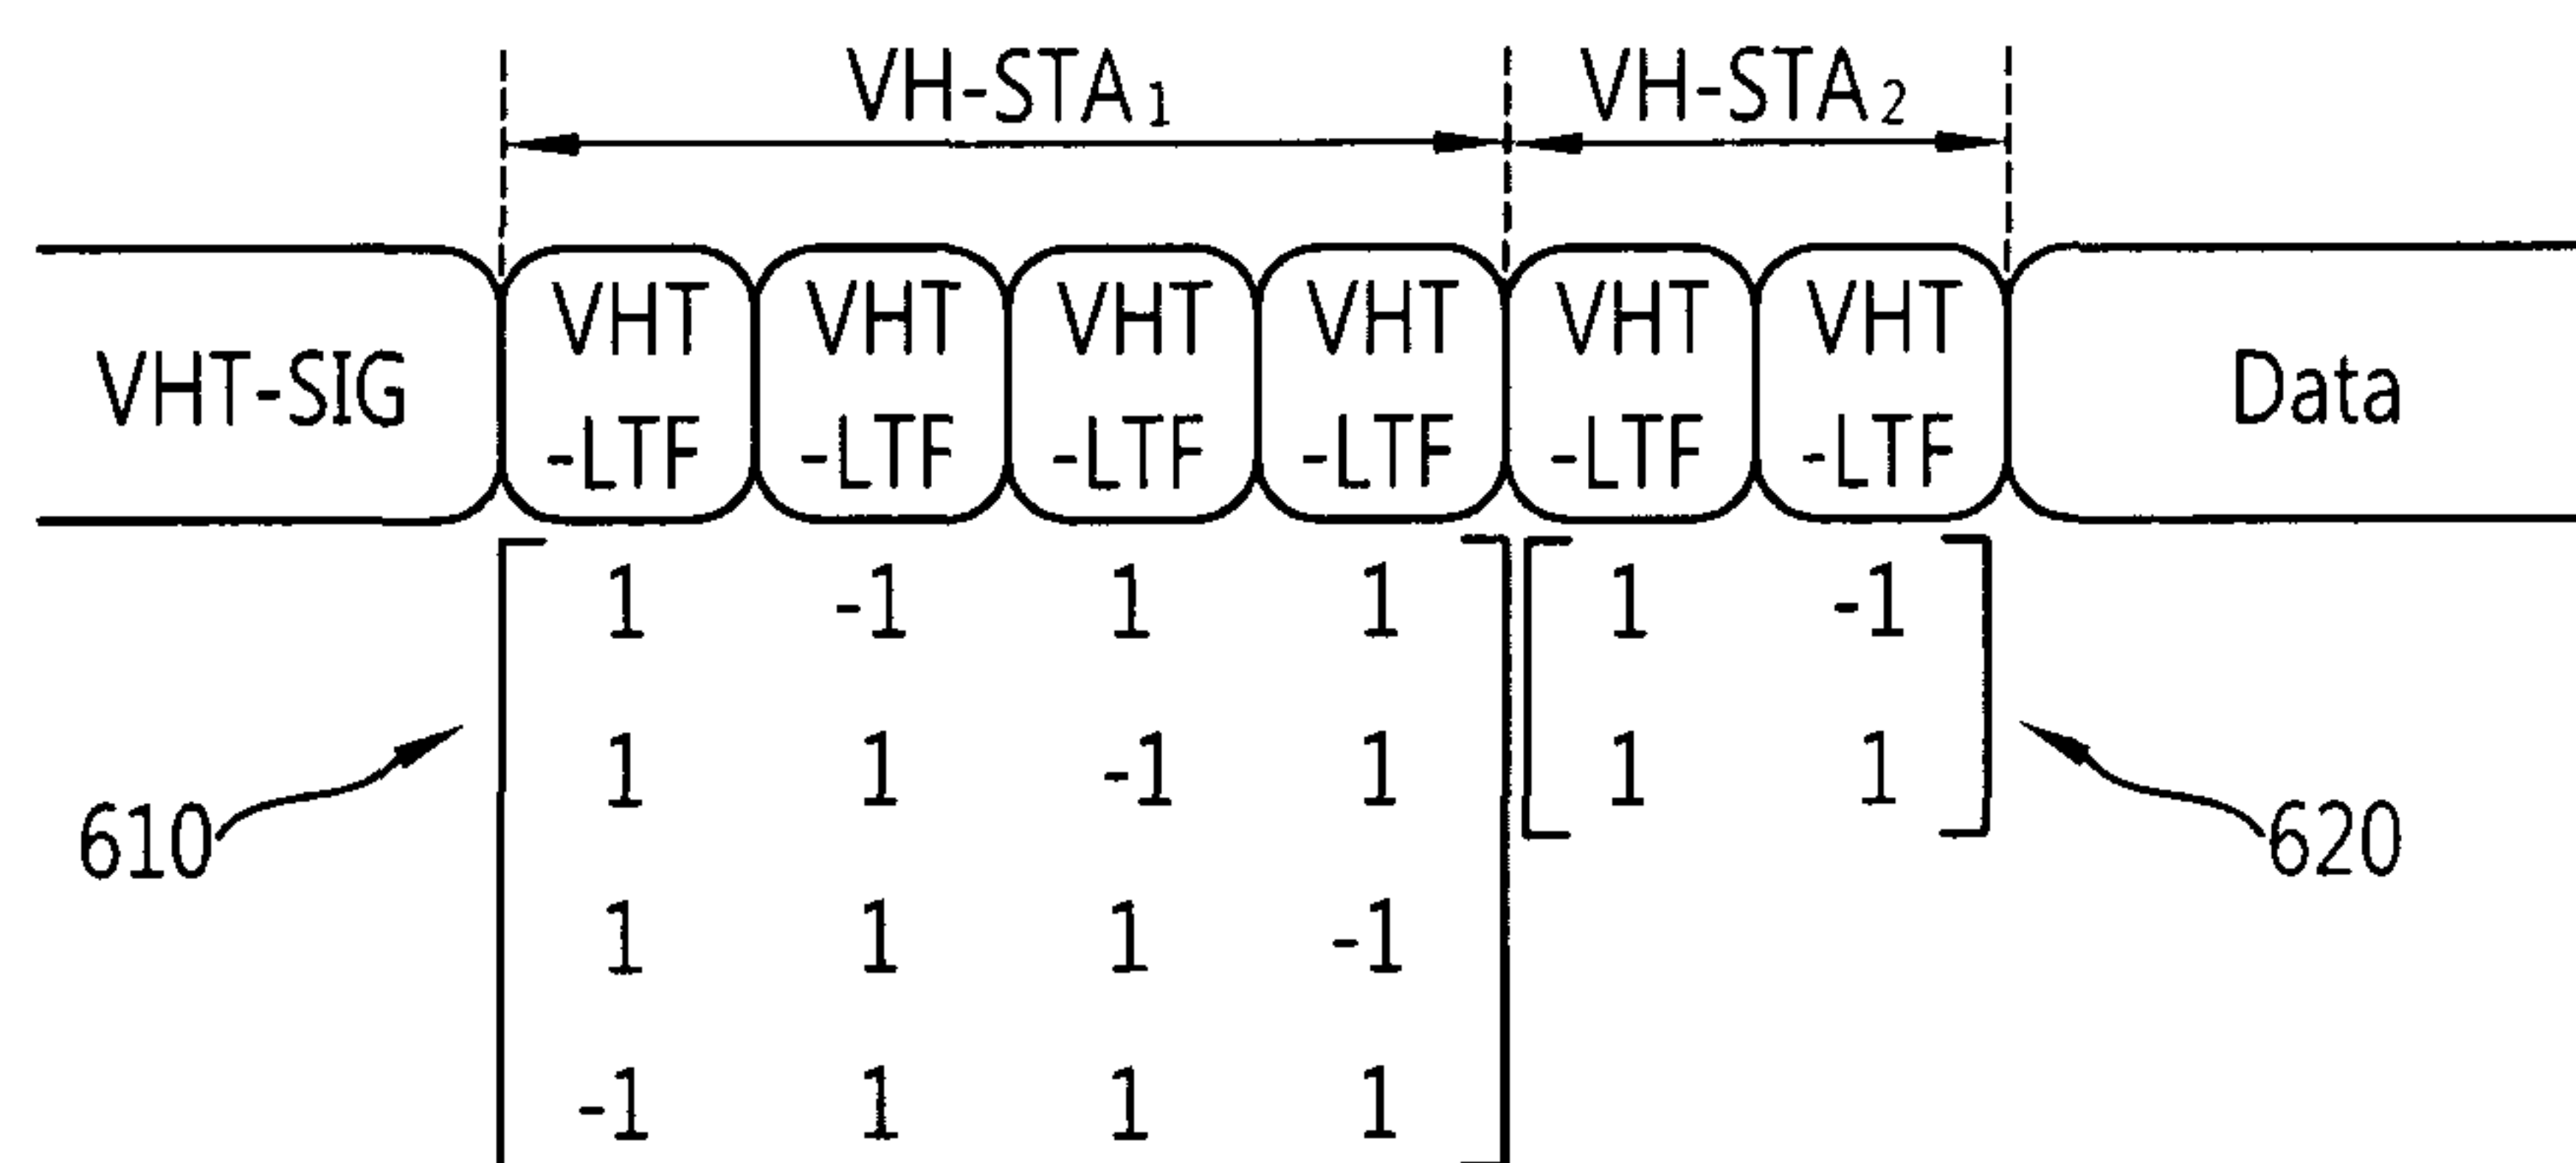 VH-STA1 VH-STA2
VHT-SIG VHT -LTF VHT -LTF VHT -LTF VHT -LTF VHT -LTF VHT -LTF Data
1 -1 1 1 1 -1
1 1 -1 1 1 1
610 620
1 1 1 -1
-1 1 1 1